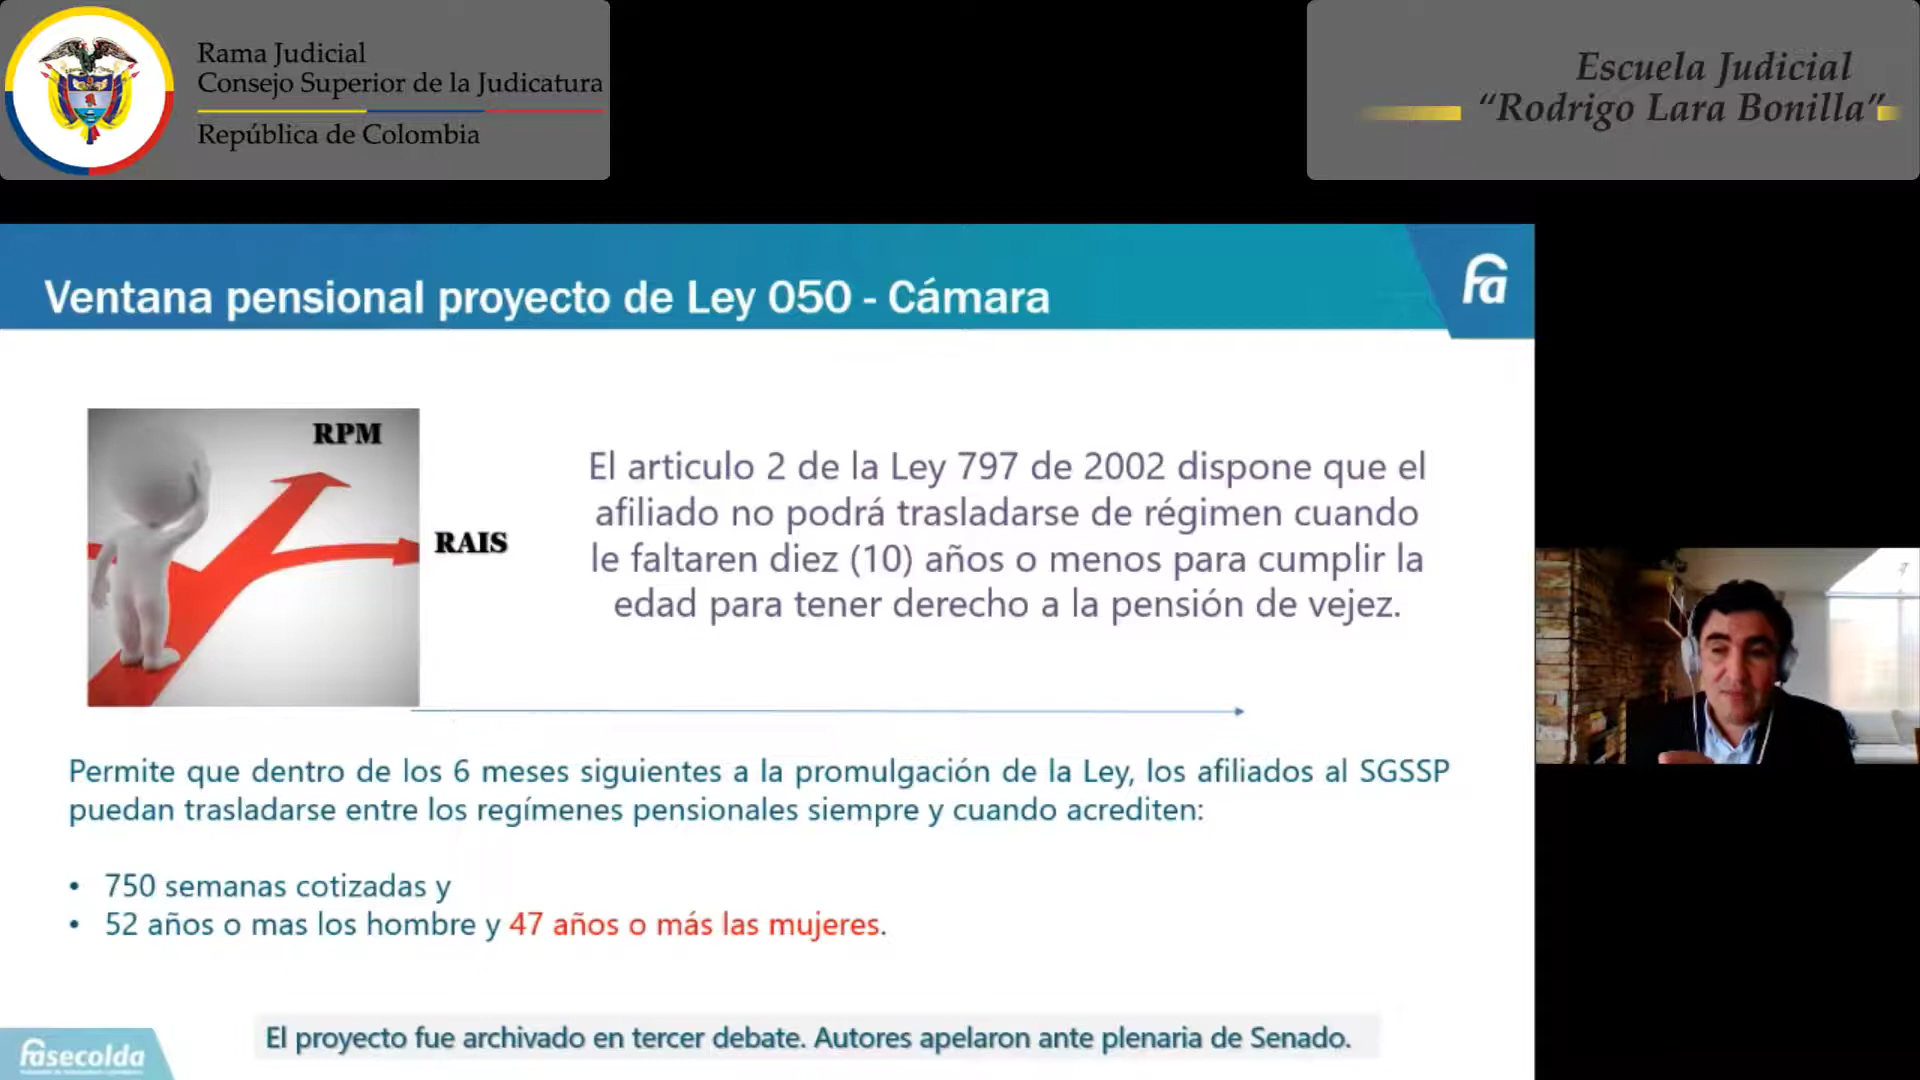 Rama Judicial
Consejo Superior de la Judicatura
República de Colombia
Escuela Judicial
“Rodrigo Lara Bonilla”
Ventana pensional proyecto de Ley 050 - Cámara
fa
RPM
RAIS
El articulo 2 de la Ley 797 de 2002 dispone que el
afiliado no podrá trasladarse de régimen cuando
le faltaren diez (10) años o menos para cumplir la
edad para tener derecho a la pensión de vejez.
Permite que dentro de los 6 meses siguientes a la promulgación de la Ley, los afiliados al SGSSP
puedan trasladarse entre los regímenes pensionales siempre y cuando acrediten:
• 750 semanas cotizadas y
• 52 años o mas los hombre y 47 años o más las mujeres.
El proyecto fue archivado en tercer debate. Autores apelaron ante plenaria de Senado.
fasecolda